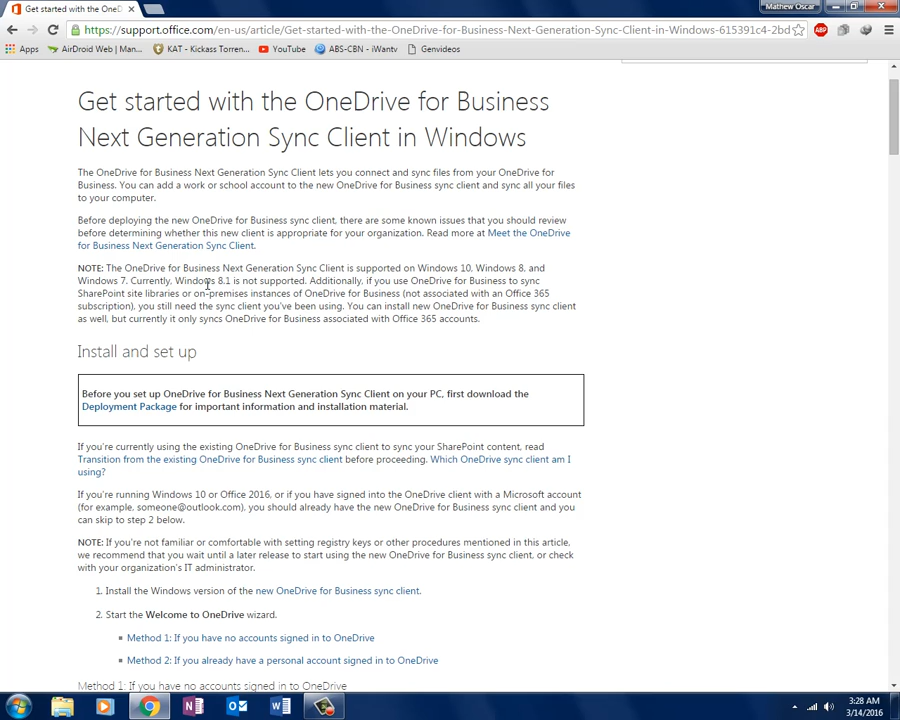 Get started with the OneD
Mathew Oscar
https://support.office.com/en-us/article/Get-started-with-the-OneDrive-for-Business-Next-Generation-Sync-Client-in-Windows-615391c4-2bd
Apps AirDroid Web | Man... KAT - Kickass Torren... YouTube ABS-CBN - iWantv Genvideos
Get started with the OneDrive for Business
Next Generation Sync Client in Windows
The OneDrive for Business Next Generation Sync Client lets you connect and sync files from your OneDrive for
Business. You can add a work or school account to the new OneDrive for Business sync client and sync all your files
to your computer.
Before deploying the new OneDrive for Business sync client, there are some known issues that you should review
before determining whether this new client is appropriate for your organization. Read more at Meet the OneDrive
for Business Next Generation Sync Client.
NOTE: The OneDrive for Business Next Generation Sync Client is supported on Windows 10, Windows 8, and
Windows 7. Currently, Windows 8.1 is not supported. Additionally, if you use OneDrive for Business to sync
SharePoint site libraries or on-premises instances of OneDrive for Business (not associated with an Office 365
subscription), you still need the sync client you've been using. You can install new OneDrive for Business sync client
as well, but currently it only syncs OneDrive for Business associated with Office 365 accounts.
Install and set up
Before you set up OneDrive for Business Next Generation Sync Client on your PC, first download the
Deployment Package for important information and installation material.
If you're currently using the existing OneDrive for Business sync client to sync your SharePoint content, read
Transition from the existing OneDrive for Business sync client before proceeding. Which OneDrive sync client am I
using?
If you're running Windows 10 or Office 2016, or if you have signed into the OneDrive client with a Microsoft account
(for example, someone@outlook.com), you should already have the new OneDrive for Business sync client and you
can skip to step 2 below.
NOTE: If you're not familiar or comfortable with setting registry keys or other procedures mentioned in this article,
we recommend that you wait until a later release to start using the new OneDrive for Business sync client, or check
with your organization's IT administrator.
1. Install the Windows version of the new OneDrive for Business sync client.
2. Start the Welcome to OneDrive wizard.
Method 1: If you have no accounts signed in to OneDrive
Method 2: If you already have a personal account signed in to OneDrive
Method 1: If you have no accounts signed in to OneDrive
3:28 AM
3/14/2016